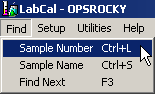 LabCal - OPSROCKY
Find Setup Utilities Help
Sample Number Ctrl+L
Sample Name Ctrl+S
Find Next F3